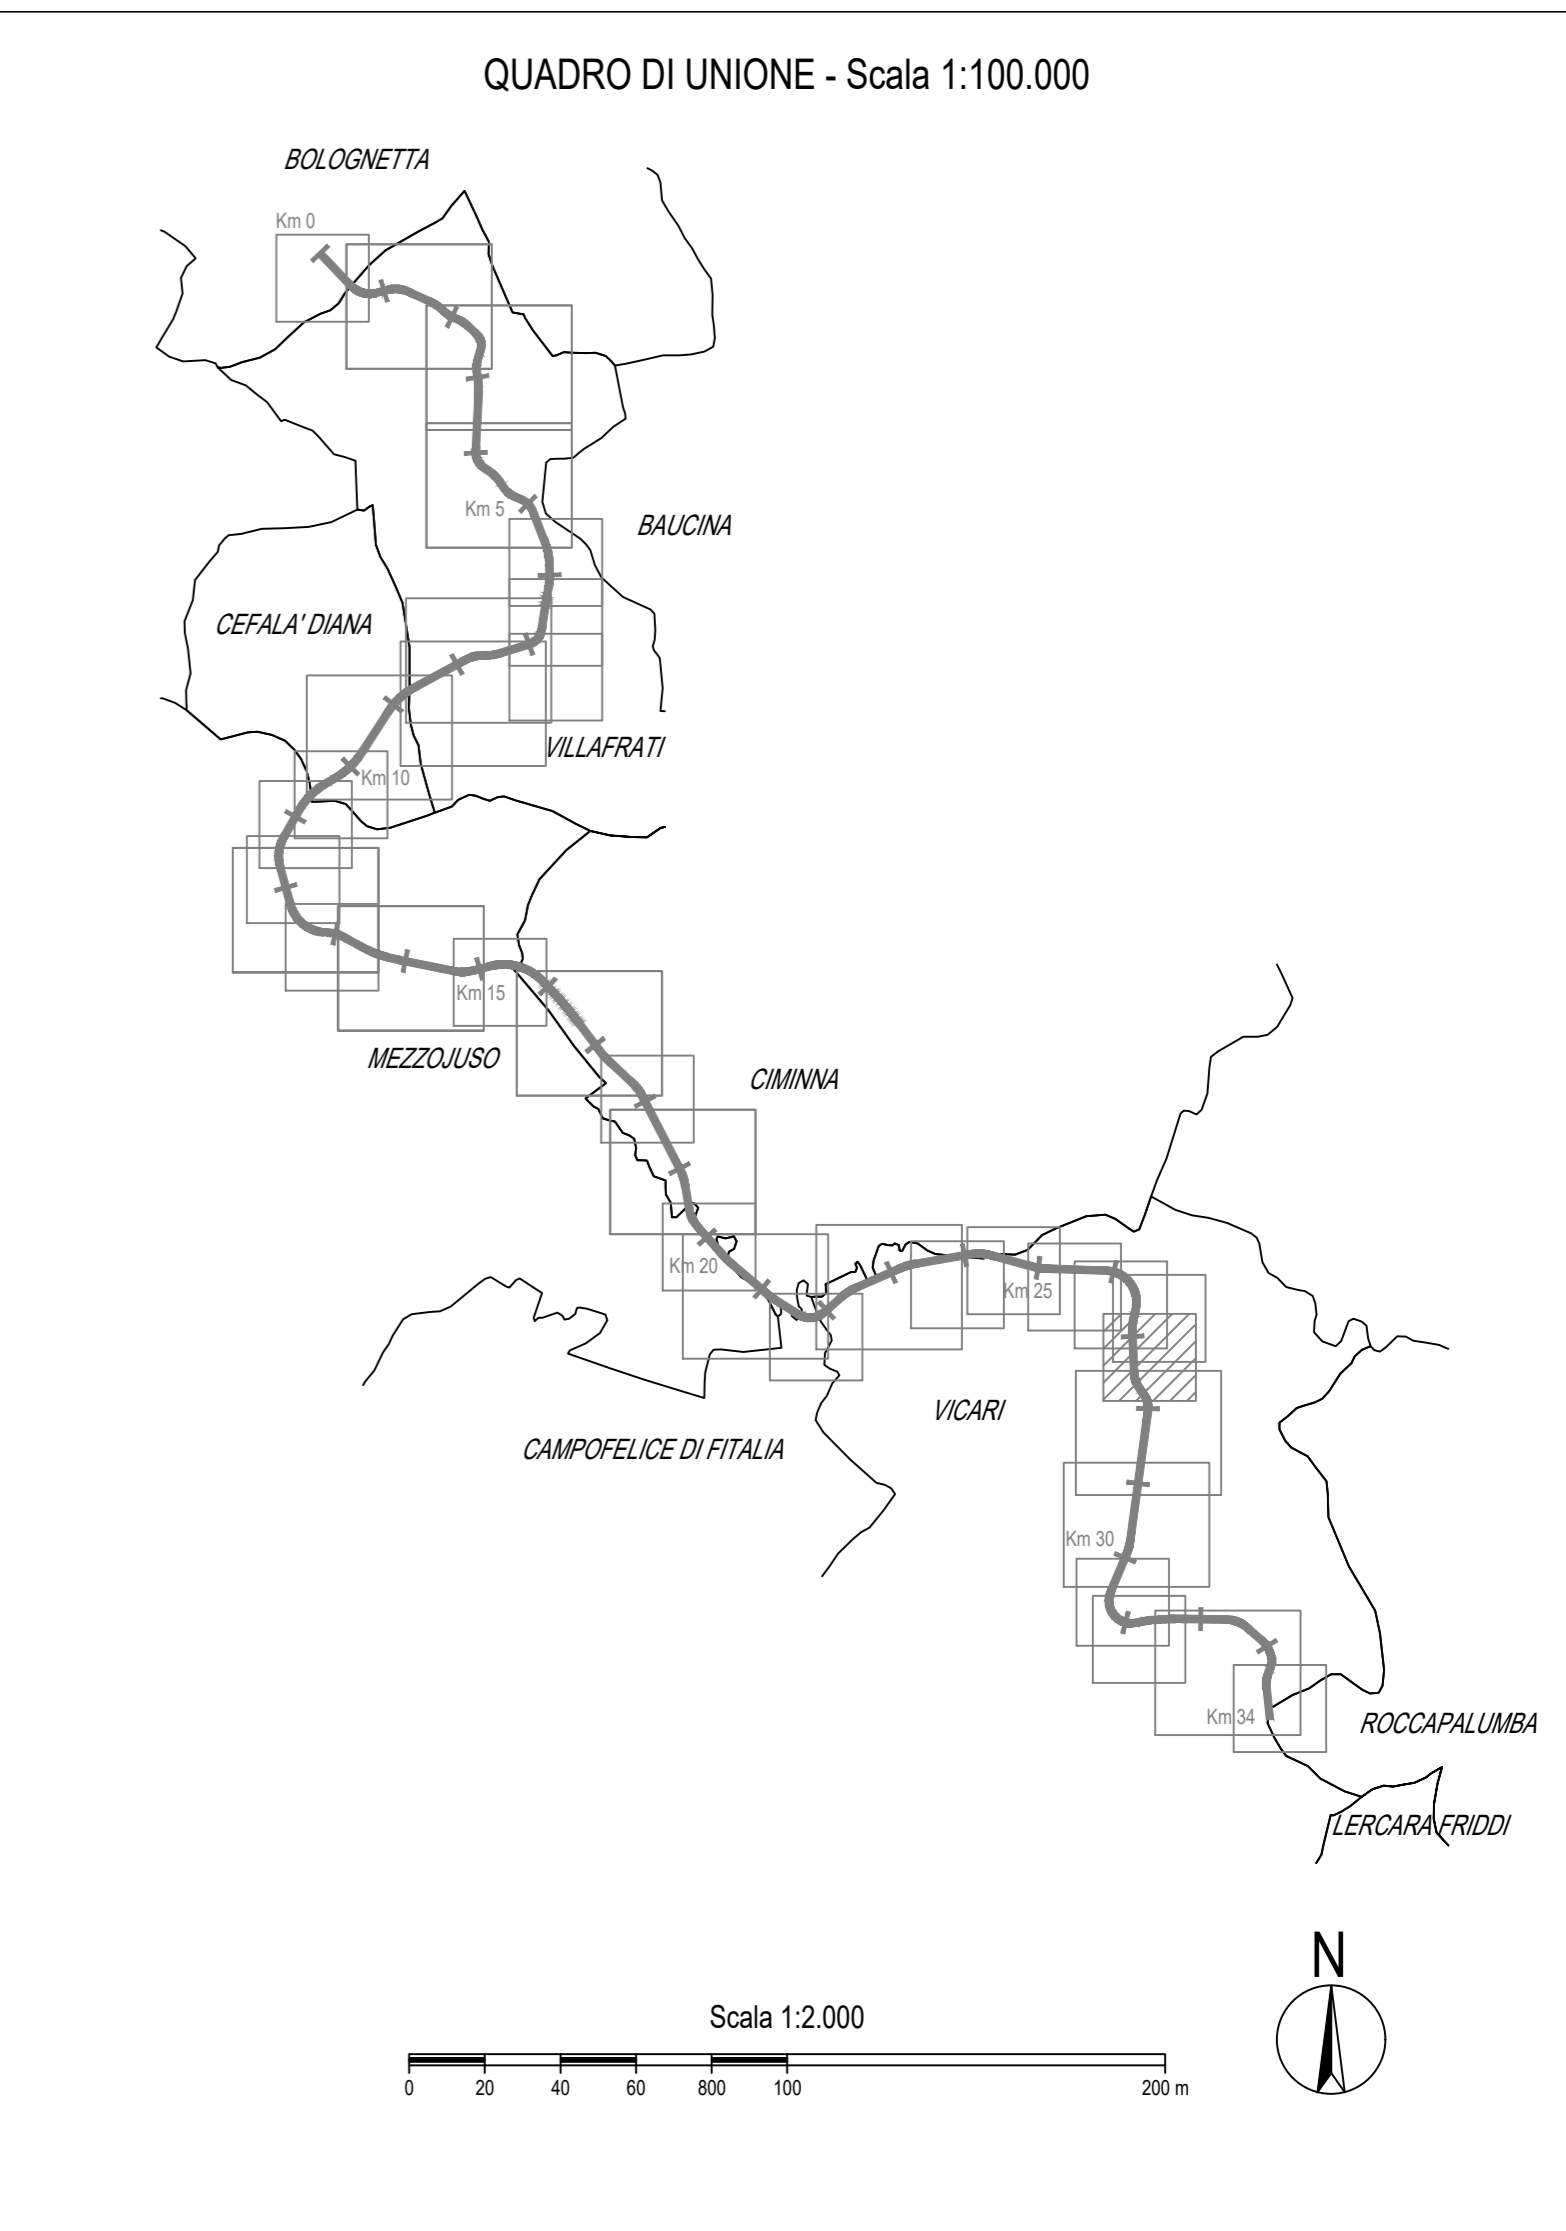 QUADRO DI UNIONE - Scala 1:100.000
BOLOGNETTA
Km 0
Km 5
BAUCINA
CEFALA' DIANA
VILLAFRATI
Km 10
Km 15
MEZZOJUSO
CIMINNA
Km 20
Km 25
VICARI
CAMPOFELICE DI FITALIA
Km 30
Km 34
ROCCAPALUMBA
LERCARA FRIDDI
N
Scala 1:2.000
0 20 40 60 800 100 200 m